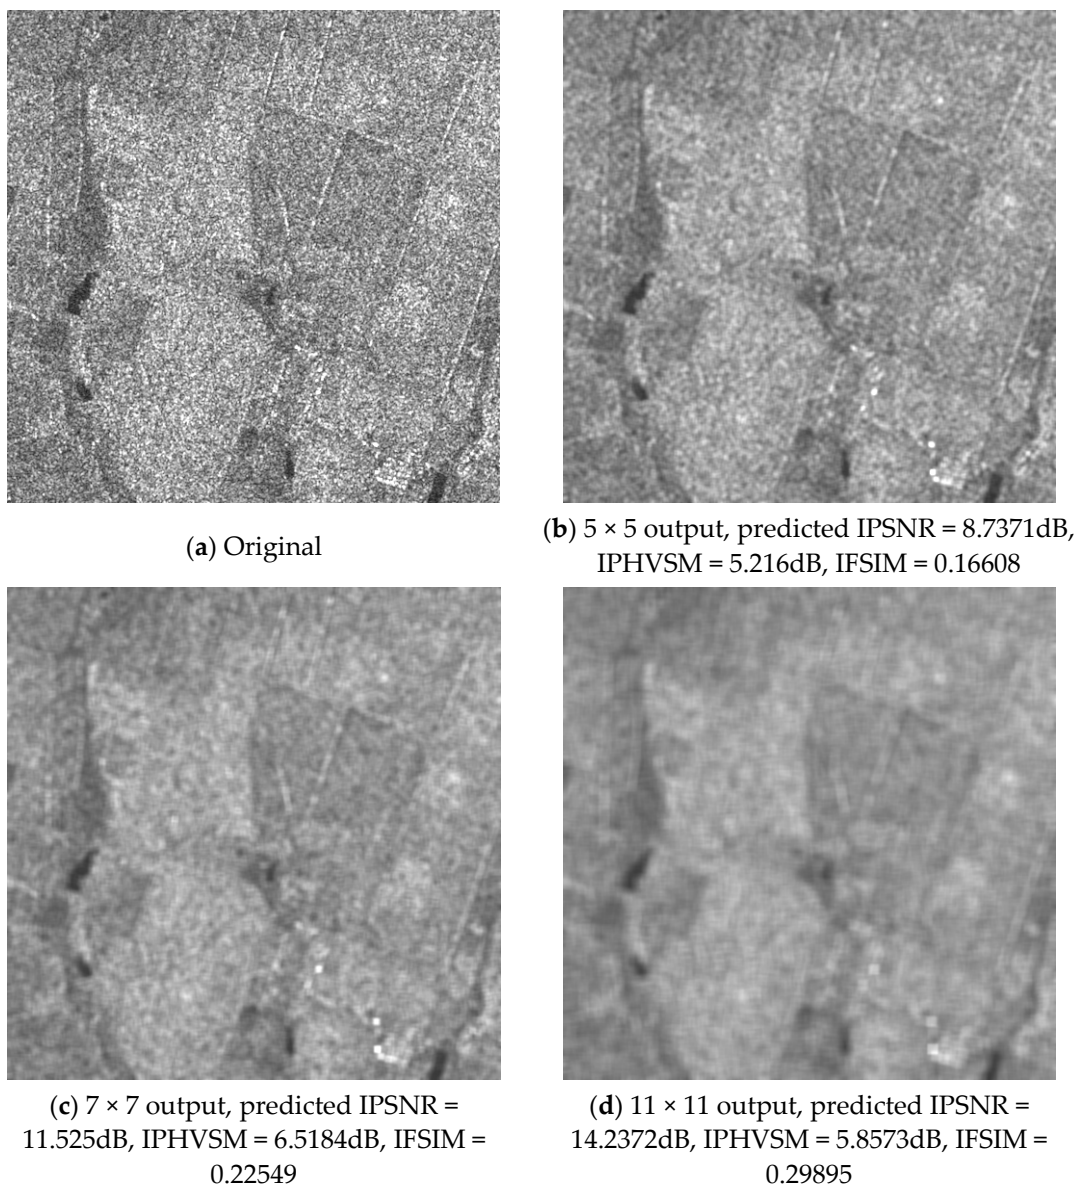 (a) Original
(b) 5 × 5 output, predicted IPSNR = 8.7371dB,
IPHVSM = 5.216dB, IFSIM = 0.16608
(c) 7 × 7 output, predicted IPSNR =
11.525dB, IPHVSM = 6.5184dB, IFSIM =
0.22549
(d) 11 × 11 output, predicted IPSNR =
14.2372dB, IPHVSM = 5.8573dB, IFSIM =
0.29895